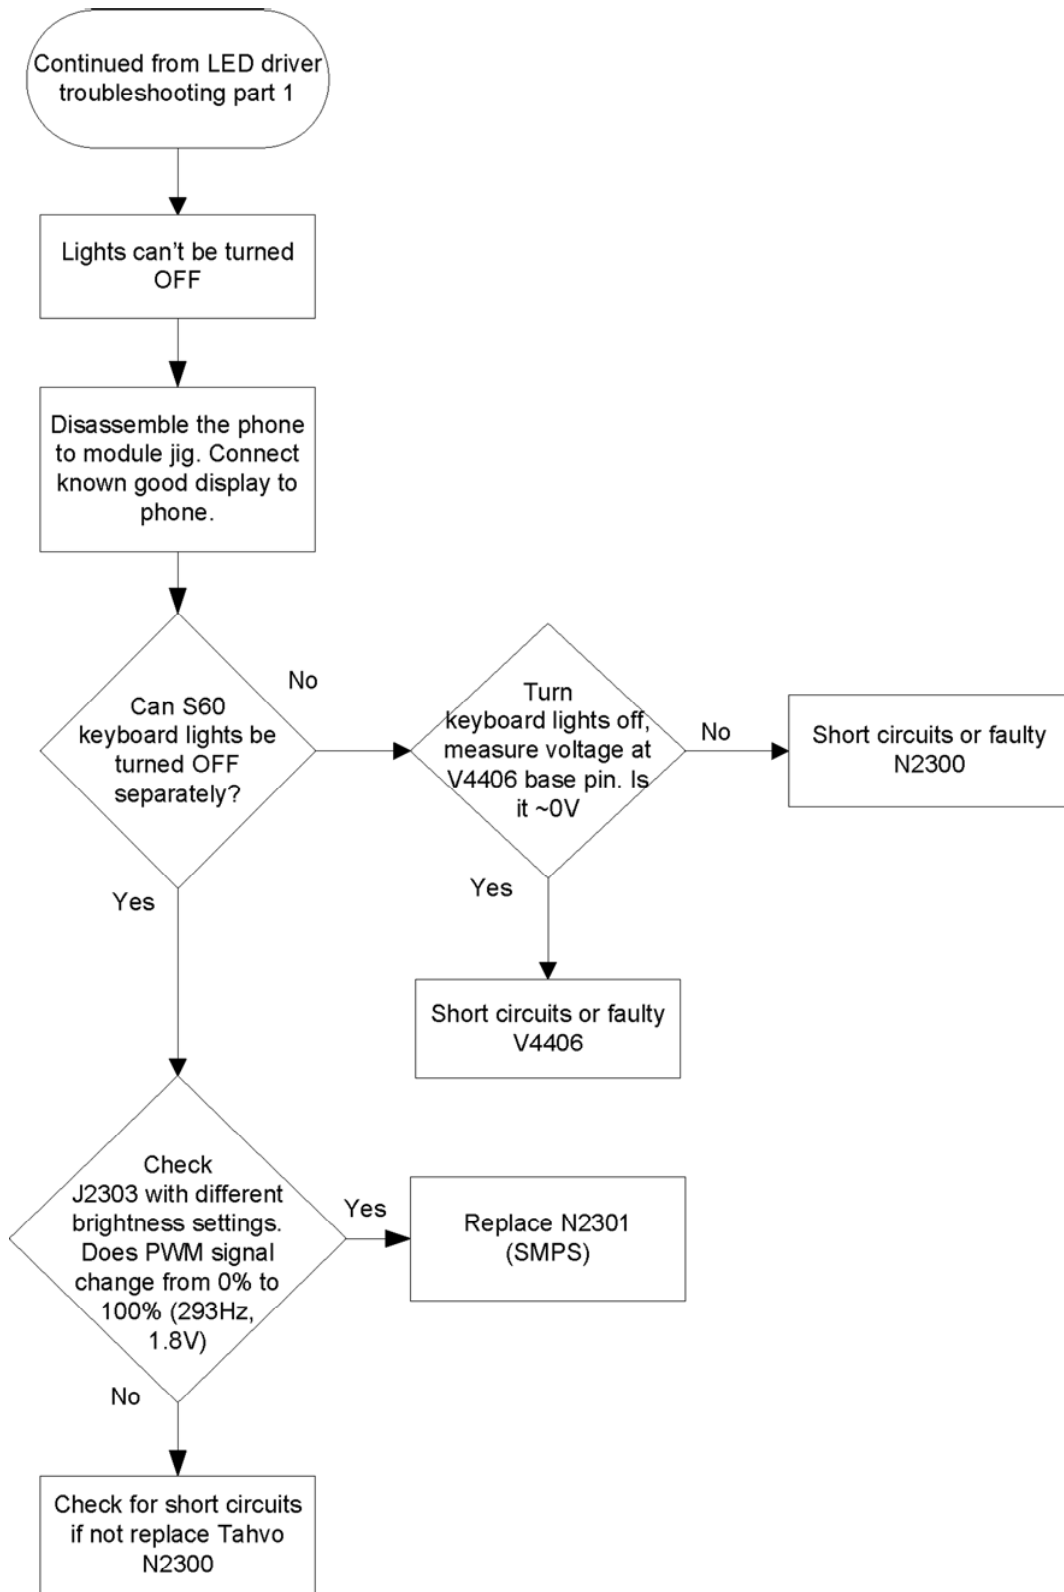 Continued from LED driver
troubleshooting part 1
Lights can't be turned
OFF
Disassemble the phone
to module jig. Connect
known good display to
phone.
Can S60
keyboard lights be
turned OFF
separately?
No
Turn
keyboard lights off,
measure voltage at
V4406 base pin. Is
it ~0V
No
Short circuits or faulty
N2300
Yes
Short circuits or faulty
V4406
Yes
Check
J2303 with different
brightness settings.
Does PWM signal
change from 0% to
100% (293Hz,
1.8V)
Yes
Replace N2301
(SMPS)
No
Check for short circuits
if not replace Tahvo
N2300